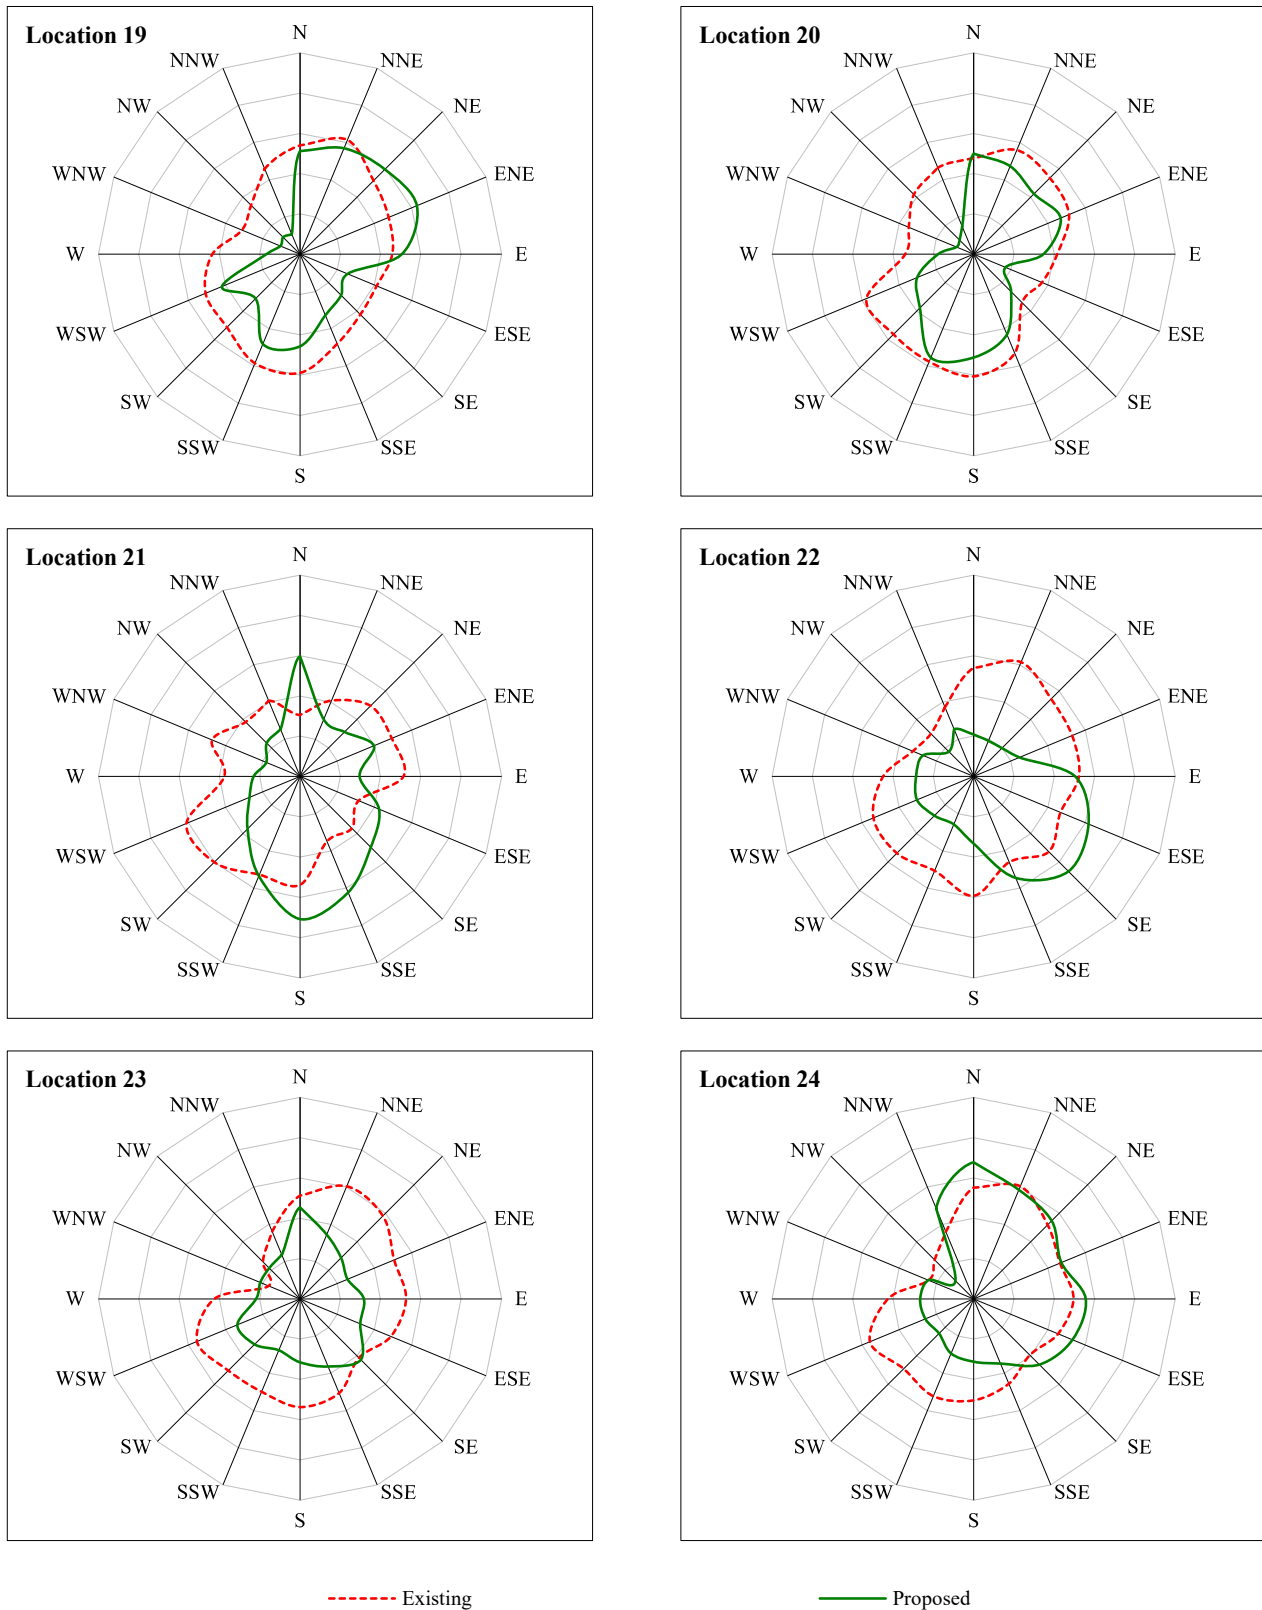 Location 19
N
NNW
NNE
NW
NE
WNW
ENE
W
E
WSW
ESE
SW
SE
SSW
SSE
S
Location 20
N
NNW
NNE
NW
NE
WNW
ENE
W
E
WSW
ESE
SW
SE
SSW
SSE
S
Location 21
N
NNW
NNE
NW
NE
WNW
ENE
W
E
WSW
ESE
SW
SE
SSW
SSE
S
Location 22
N
NNW
NNE
NW
NE
WNW
ENE
W
E
WSW
ESE
SW
SE
SSW
SSE
S
Location 23
N
NNW
NNE
NW
NE
WNW
ENE
W
E
WSW
ESE
SW
SE
SSW
SSE
S
Location 24
N
NNW
NNE
NW
NE
WNW
ENE
W
E
WSW
ESE
SW
SE
SSW
SSE
S
Existing
Proposed